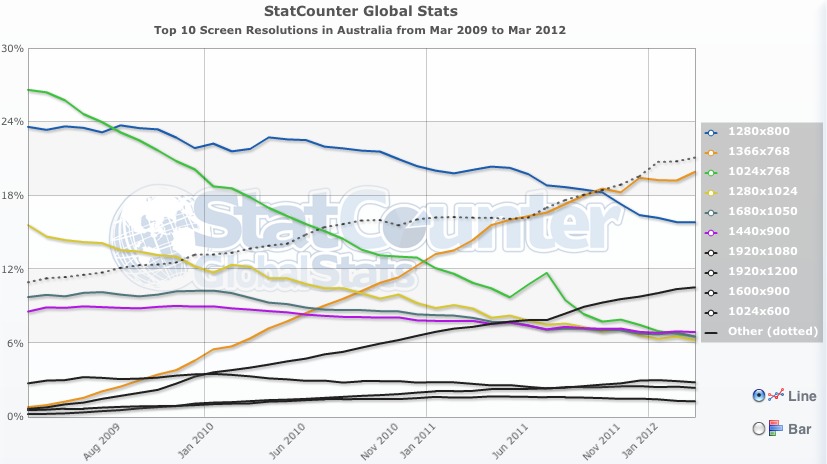 StatCounter Global Stats
Top 10 Screen Resolutions in Australia from Mar 2009 to Mar 2012
30%
24%
18%
12%
6%
0%
StatCounter
GlobalStats
Aug 2009
Jan 2010
Jun 2010
Nov 2010
Jan 2011
Jun 2011
Nov 2011
Jan 2012
1280x800
1366x768
1024x768
1280x1024
1680x1050
1440x900
1920x1080
1920x1200
1600x900
1024x600
Other (dotted)
Line
Bar